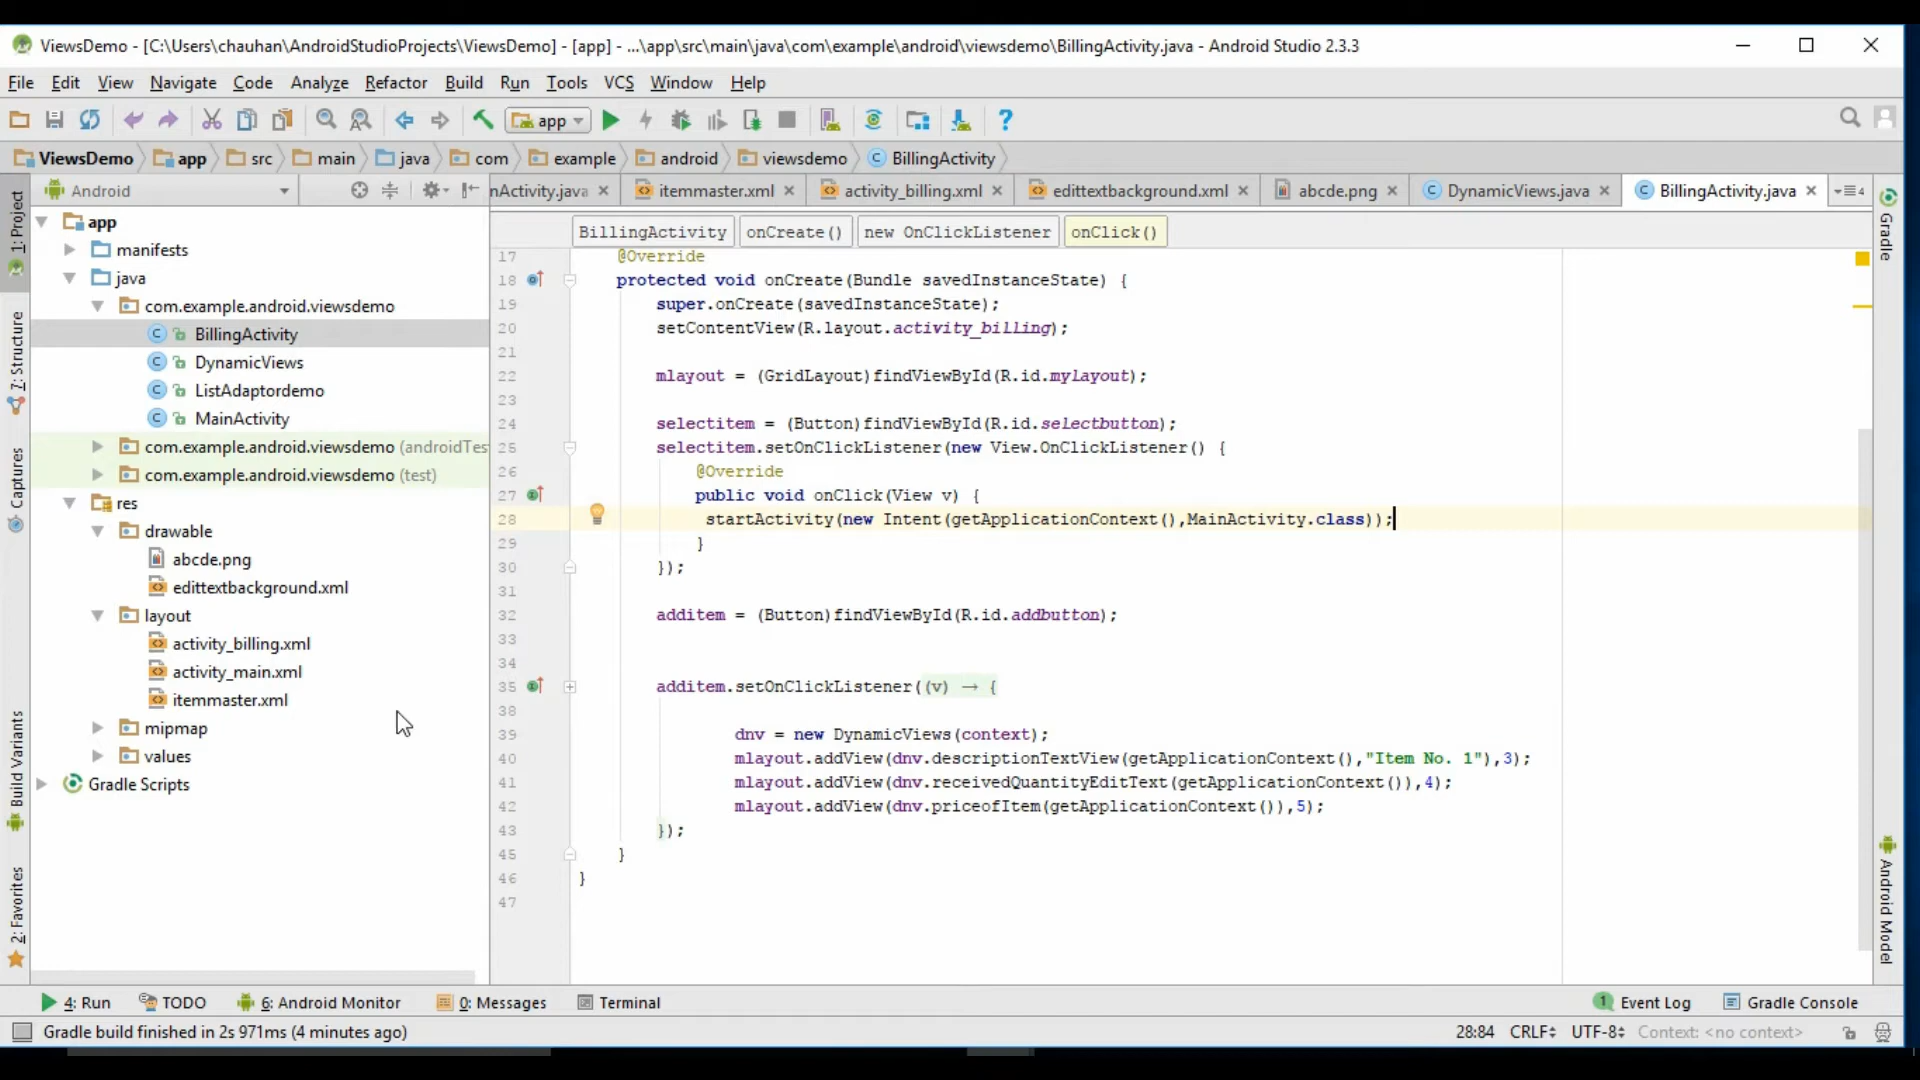 ViewsDemo - [C:\Users\chauhan\AndroidStudioProjects\ViewsDemo] - [app] - ...\app\src\main\java\com\example\android\viewsdemo\BillingActivity.java - Android Studio 2.3.3
File Edit View Navigate Code Analyze Refactor Build Run Tools VCS Window Help
app
ViewsDemo app src main java com example android viewsdemo BillingActivity
Android
nActivity.java itemmaster.xml activity_billing.xml edittextbackground.xml abcde.png DynamicViews.java BillingActivity.java 4
1: Project
7: Structure
Captures
Build Variants
2: Favorites
app
manifests
java
com.example.android.viewsdemo
BillingActivity
DynamicViews
ListAdaptordemo
MainActivity
com.example.android.viewsdemo (androidTes
com.example.android.viewsdemo (test)
res
drawable
abcde.png
edittextbackground.xml
layout
activity_billing.xml
activity_main.xml
itemmaster.xml
mipmap
values
Gradle Scripts
BillingActivity onCreate() new OnClickListener onClick()
17 @Override
18 protected void onCreate(Bundle savedInstanceState) {
19 super.onCreate(savedInstanceState);
20 setContentView(R.layout.activity_billing);
21
22 mlayout = (GridLayout)findViewById(R.id.mylayout);
23
24 selectitem = (Button)findViewById(R.id.selectbutton);
25 selectitem.setOnClickListener(new View.OnClickListener() {
26 @Override
27 public void onClick(View v) {
28 startActivity(new Intent(getApplicationContext(),MainActivity.class));
29 }
30 });
31
32 additem = (Button)findViewById(R.id.addbutton);
33
34
35 additem.setOnClickListener((v) → {
38
39 dnv = new DynamicViews(context);
40 mlayout.addView(dnv.descriptionTextView(getApplicationContext(),"Item No. 1"),3);
41 mlayout.addView(dnv.receivedQuantityEditText(getApplicationContext()),4);
42 mlayout.addView(dnv.priceofItem(getApplicationContext()),5);
43 });
45 }
46 }
47
Gradle
Android Model
4: Run TODO 6: Android Monitor 0: Messages Terminal 1 Event Log Gradle Console
Gradle build finished in 2s 971ms (4 minutes ago) 28:84 CRLF UTF-8 Context: <no context>